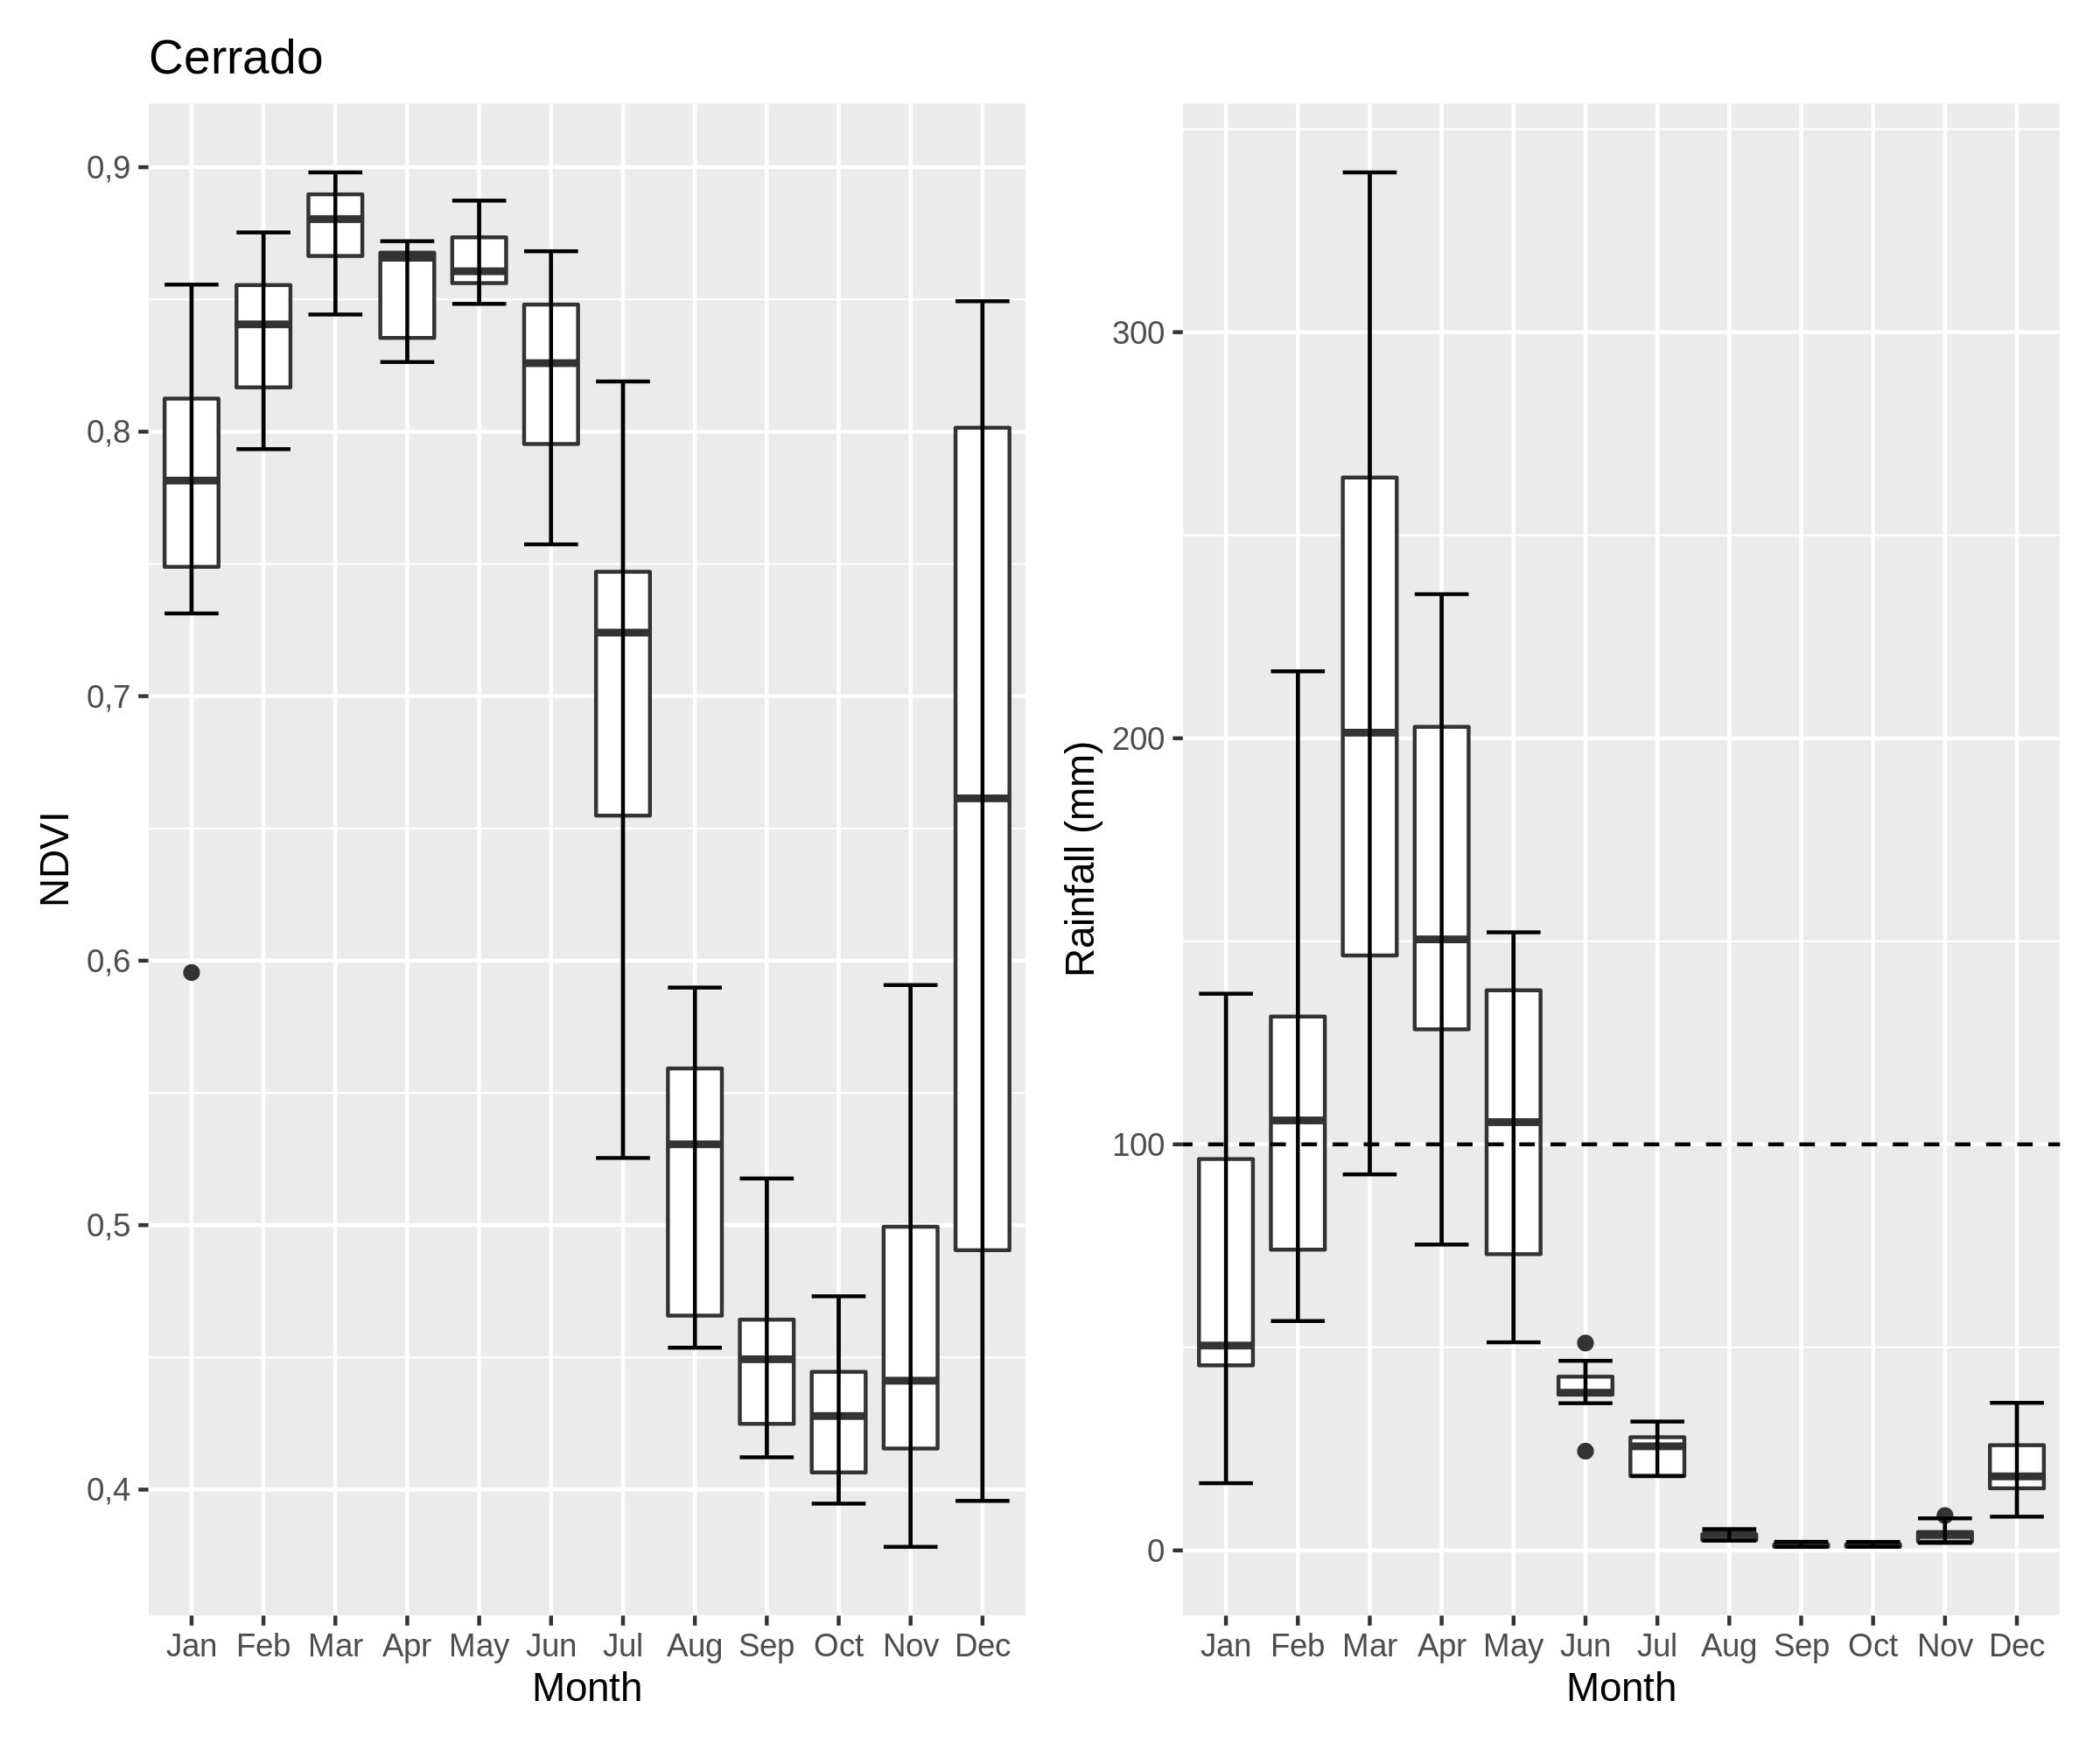 Cerrado
NDVI
0,9
0,8
0,7
0,6
0,5
0,4
Jan Feb Mar Apr May Jun Jul Aug Sep Oct Nov Dec
Month
Rainfall (mm)
300
200
100
0
Jan Feb Mar Apr May Jun Jul Aug Sep Oct Nov Dec
Month